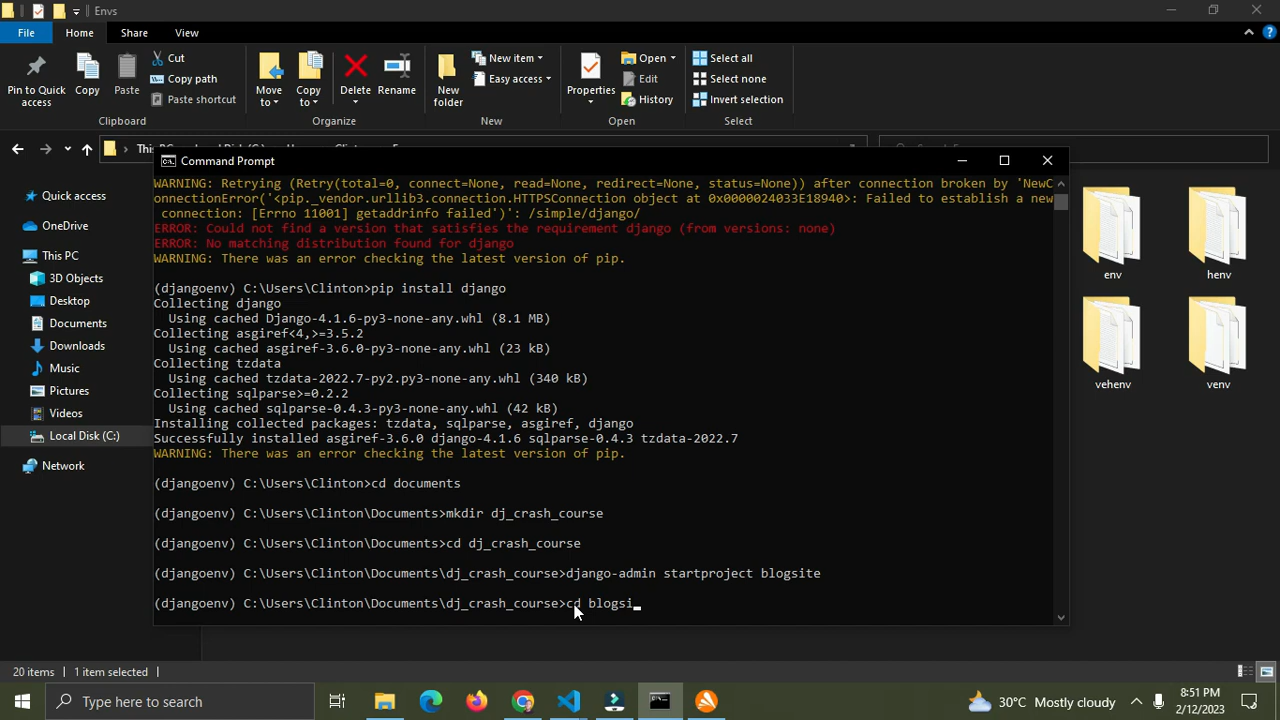 Envs
File
Home
Share
View
Pin to Quick access
Copy
Paste
Cut
Copy path
Paste shortcut
Clipboard
Move to
Copy to
Delete
Rename
Organize
New folder
New item
Easy access
New
Properties
Open
Edit
History
Open
Select all
Select none
Invert selection
Select
Quick access
OneDrive
This PC
3D Objects
Desktop
Documents
Downloads
Music
Pictures
Videos
Local Disk (C:)
Network
Command Prompt
WARNING: Retrying (Retry(total=0, connect=None, read=None, redirect=None, status=None)) after connection broken by 'NewC
onnectionError('<pip._vendor.urllib3.connection.HTTPSConnection object at 0x0000024033E18940>: Failed to establish a new
connection: [Errno 11001] getaddrinfo failed')': /simple/django/
ERROR: Could not find a version that satisfies the requirement django (from versions: none)
ERROR: No matching distribution found for django
WARNING: There was an error checking the latest version of pip.
(djangoenv) C:\Users\Clinton>pip install django
Collecting django
Using cached Django-4.1.6-py3-none-any.whl (8.1 MB)
Collecting asgiref<4,>=3.5.2
Using cached asgiref-3.6.0-py3-none-any.whl (23 kB)
Collecting tzdata
Using cached tzdata-2022.7-py2.py3-none-any.whl (340 kB)
Collecting sqlparse>=0.2.2
Using cached sqlparse-0.4.3-py3-none-any.whl (42 kB)
Installing collected packages: tzdata, sqlparse, asgiref, django
Successfully installed asgiref-3.6.0 django-4.1.6 sqlparse-0.4.3 tzdata-2022.7
WARNING: There was an error checking the latest version of pip.
(djangoenv) C:\Users\Clinton>cd documents
(djangoenv) C:\Users\Clinton\Documents>mkdir dj_crash_course
(djangoenv) C:\Users\Clinton\Documents>cd dj_crash_course
(djangoenv) C:\Users\Clinton\Documents\dj_crash_course>django-admin startproject blogsite
(djangoenv) C:\Users\Clinton\Documents\dj_crash_course>cd blogsi
env
henv
vehenv
venv
20 items
1 item selected
Type here to search
30°C Mostly cloudy
8:51 PM
2/12/2023